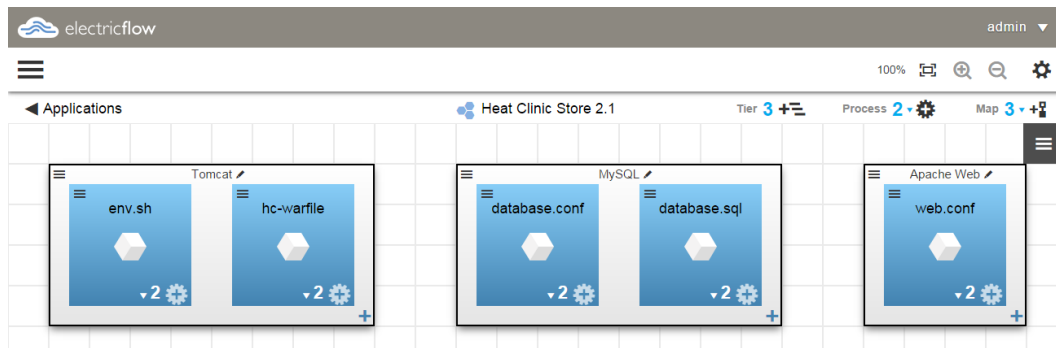 electricflow
admin
100%
Applications
Heat Clinic Store 2.1
Tier 3
Process 2
Map 3
Tomcat
env.sh
2
hc-warfile
2
MySQL
database.conf
2
database.sql
2
Apache Web
web.conf
2